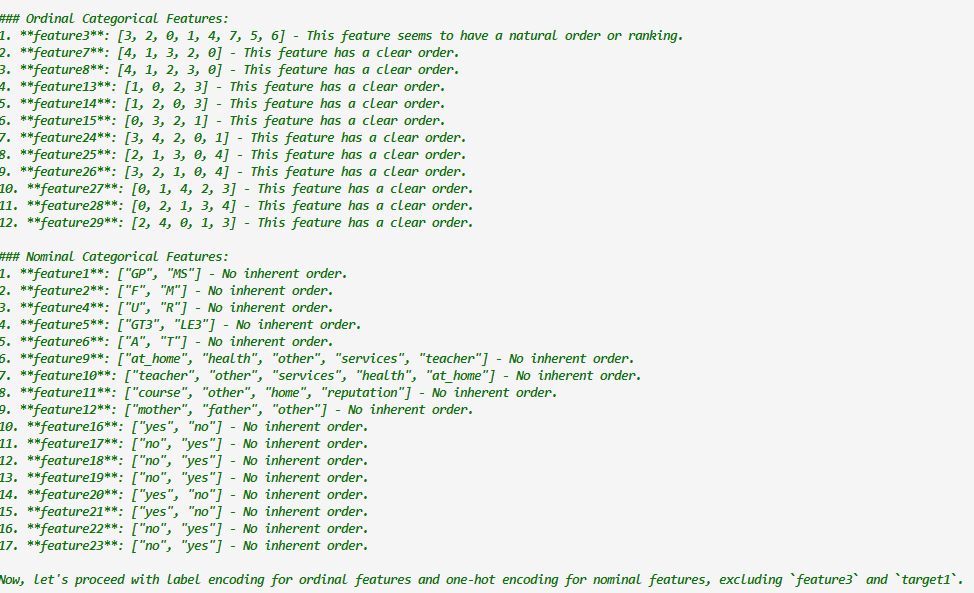 ### Ordinal Categorical Features:
1. **feature3**: [3, 2, 0, 1, 4, 7, 5, 6] - This feature seems to have a natural order or ranking.
2. **feature7**: [4, 1, 3, 2, 0] - This feature has a clear order.
3. **feature8**: [4, 1, 2, 3, 0] - This feature has a clear order.
4. **feature13**: [1, 0, 2, 3] - This feature has a clear order.
5. **feature14**: [1, 2, 0, 3] - This feature has a clear order.
6. **feature15**: [0, 3, 2, 1] - This feature has a clear order.
7. **feature24**: [3, 4, 2, 0, 1] - This feature has a clear order.
8. **feature25**: [2, 1, 3, 0, 4] - This feature has a clear order.
9. **feature26**: [3, 2, 1, 0, 4] - This feature has a clear order.
10. **feature27**: [0, 1, 4, 2, 3] - This feature has a clear order.
11. **feature28**: [0, 2, 1, 3, 4] - This feature has a clear order.
12. **feature29**: [2, 4, 0, 1, 3] - This feature has a clear order.
### Nominal Categorical Features:
1. **feature1**: ["GP", "MS"] - No inherent order.
2. **feature2**: ["F", "M"] - No inherent order.
3. **feature4**: ["U", "R"] - No inherent order.
4. **feature5**: ["GT3", "LE3"] - No inherent order.
5. **feature6**: ["A", "T"] - No inherent order.
6. **feature9**: ["at_home", "health", "other", "services", "teacher"] - No inherent order.
7. **feature10**: ["teacher", "other", "services", "health", "at_home"] - No inherent order.
8. **feature11**: ["course", "other", "home", "reputation"] - No inherent order.
9. **feature12**: ["mother", "father", "other"] - No inherent order.
10. **feature16**: ["yes", "no"] - No inherent order.
11. **feature17**: ["no", "yes"] - No inherent order.
12. **feature18**: ["no", "yes"] - No inherent order.
13. **feature19**: ["no", "yes"] - No inherent order.
14. **feature20**: ["yes", "no"] - No inherent order.
15. **feature21**: ["yes", "no"] - No inherent order.
16. **feature22**: ["no", "yes"] - No inherent order.
17. **feature23**: ["no", "yes"] - No inherent order.
Now, let's proceed with label encoding for ordinal features and one-hot encoding for nominal features, excluding `feature3` and `target1`.